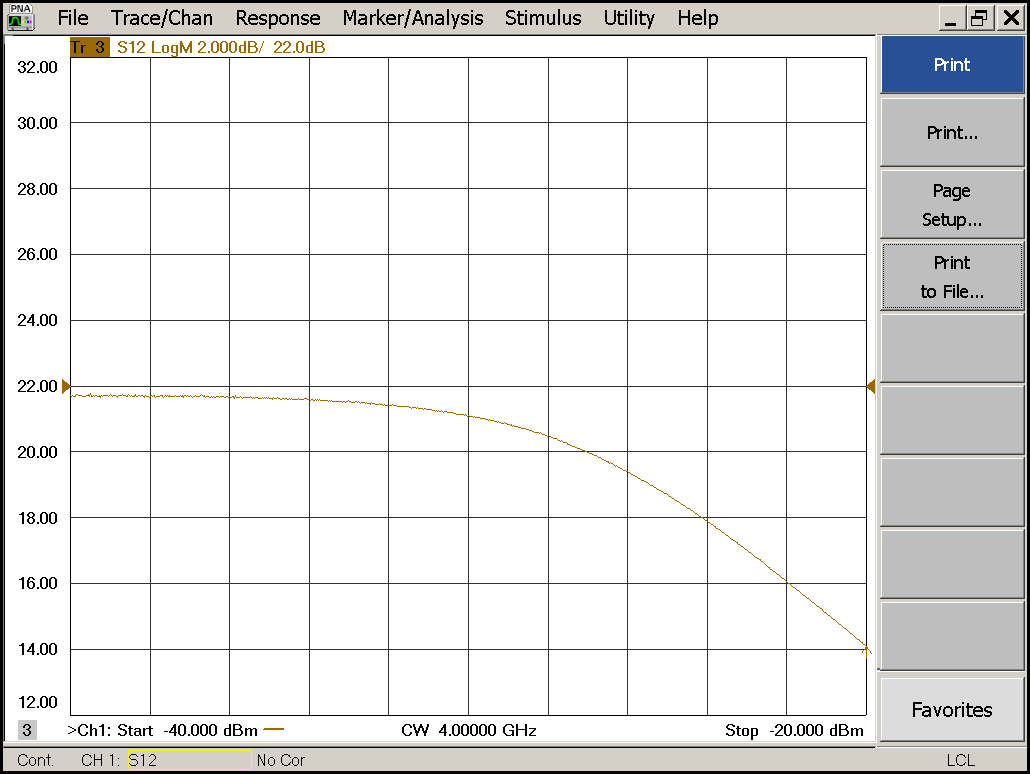 PNA
File Trace/Chan Response Marker/Analysis Stimulus Utility Help
Tr 3 S12 LogM 2.000dB/ 22.0dB
32.00
30.00
28.00
26.00
24.00
22.00
20.00
18.00
16.00
14.00
12.00
3 >Ch1: Start -40.000 dBm CW 4.00000 GHz Stop -20.000 dBm
Print
Print...
Page
Setup...
Print
to File...
Favorites
Cont. CH 1: S12 No Cor LCL